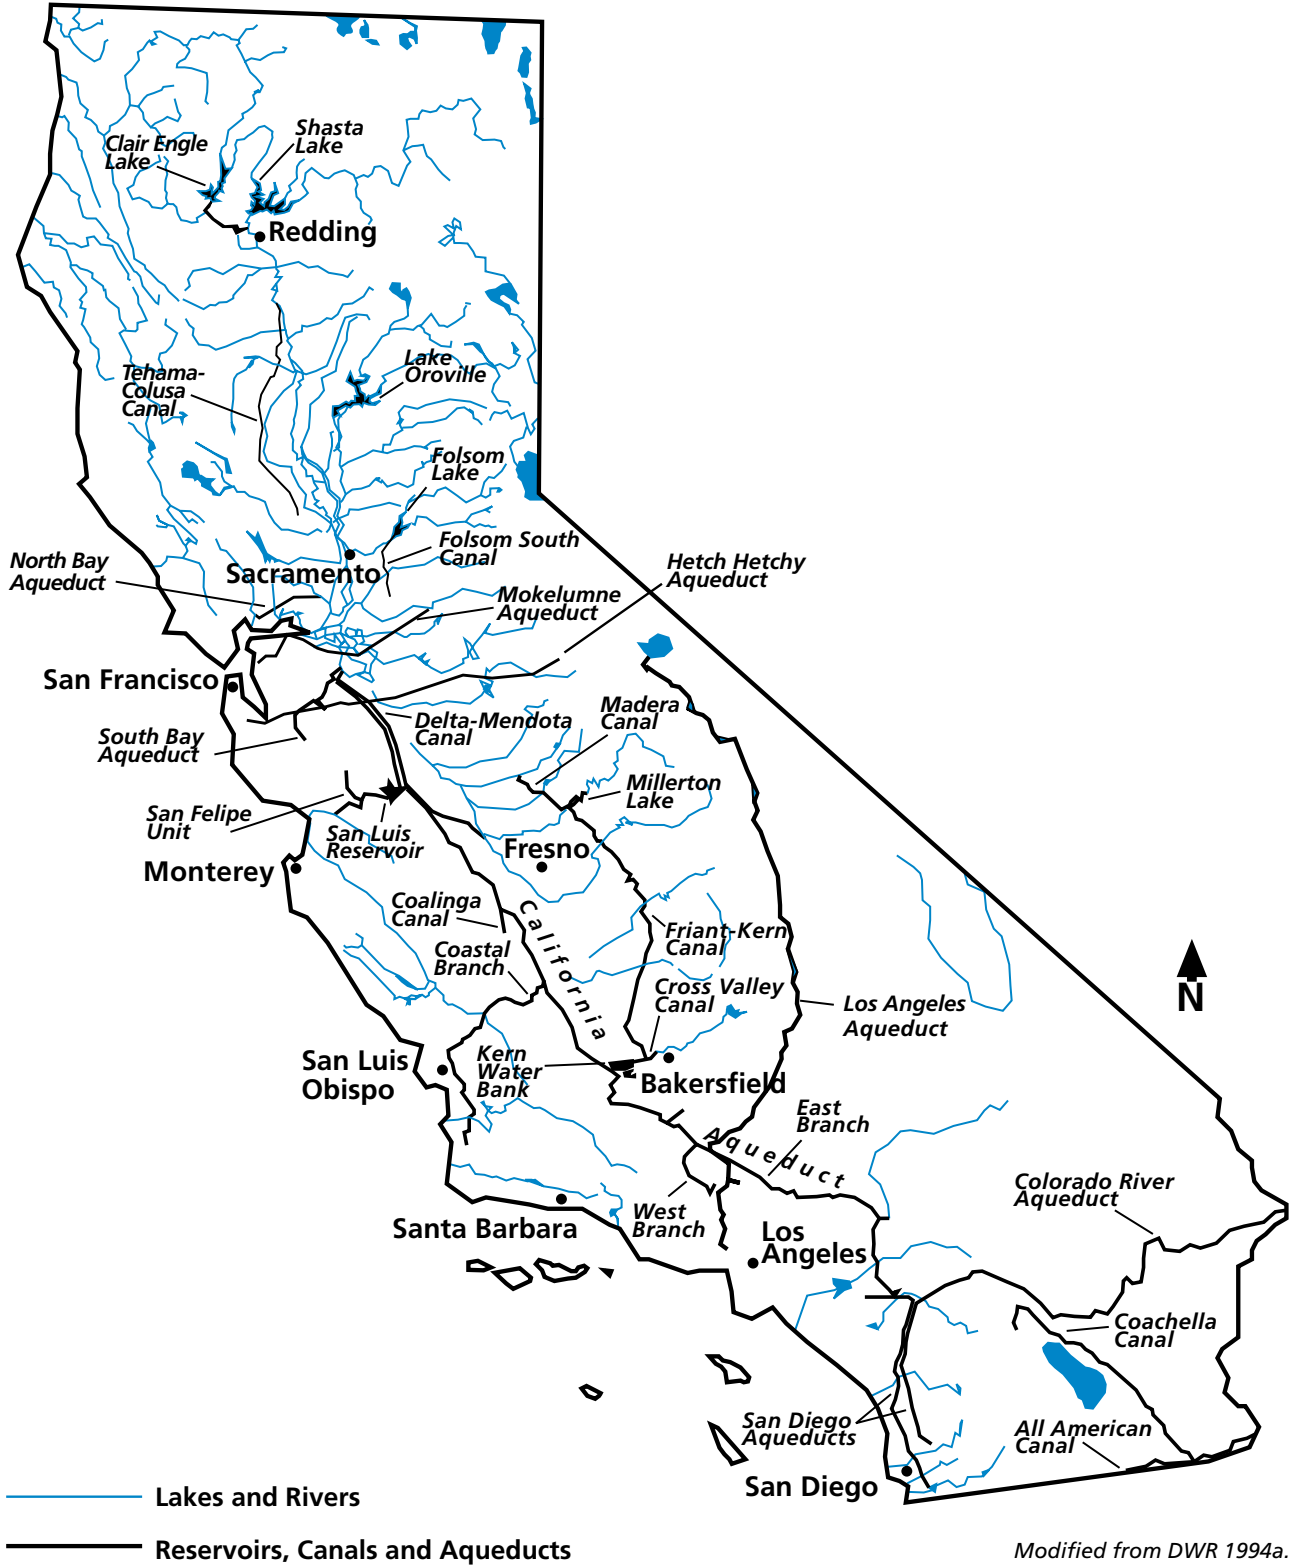 Clair Engle
Lake
Shasta
Lake
Redding
Tehama-
Colusa
Canal
Lake
Oroville
Folsom
Lake
Folsom South
Canal
North Bay
Aqueduct
Sacramento
Hetch Hetchy
Aqueduct
Mokelumne
Aqueduct
San Francisco
South Bay
Aqueduct
Delta-Mendota
Canal
Madera
Canal
Millerton
Lake
San Felipe
Unit
San Luis
Reservoir
Monterey
Fresno
Coalinga
Canal
California
Friant-Kern
Canal
Coastal
Branch
Cross Valley
Canal
Los Angeles
Aqueduct
N
San Luis
Obispo
Kern
Water
Bank
Bakersfield
East
Branch
Aqueduct
Colorado River
Aqueduct
West
Branch
Santa Barbara
Los
Angeles
Coachella
Canal
San Diego
Aqueducts
All American
Canal
San Diego
Lakes and Rivers
Reservoirs, Canals and Aqueducts
Modified from DWR 1994a.